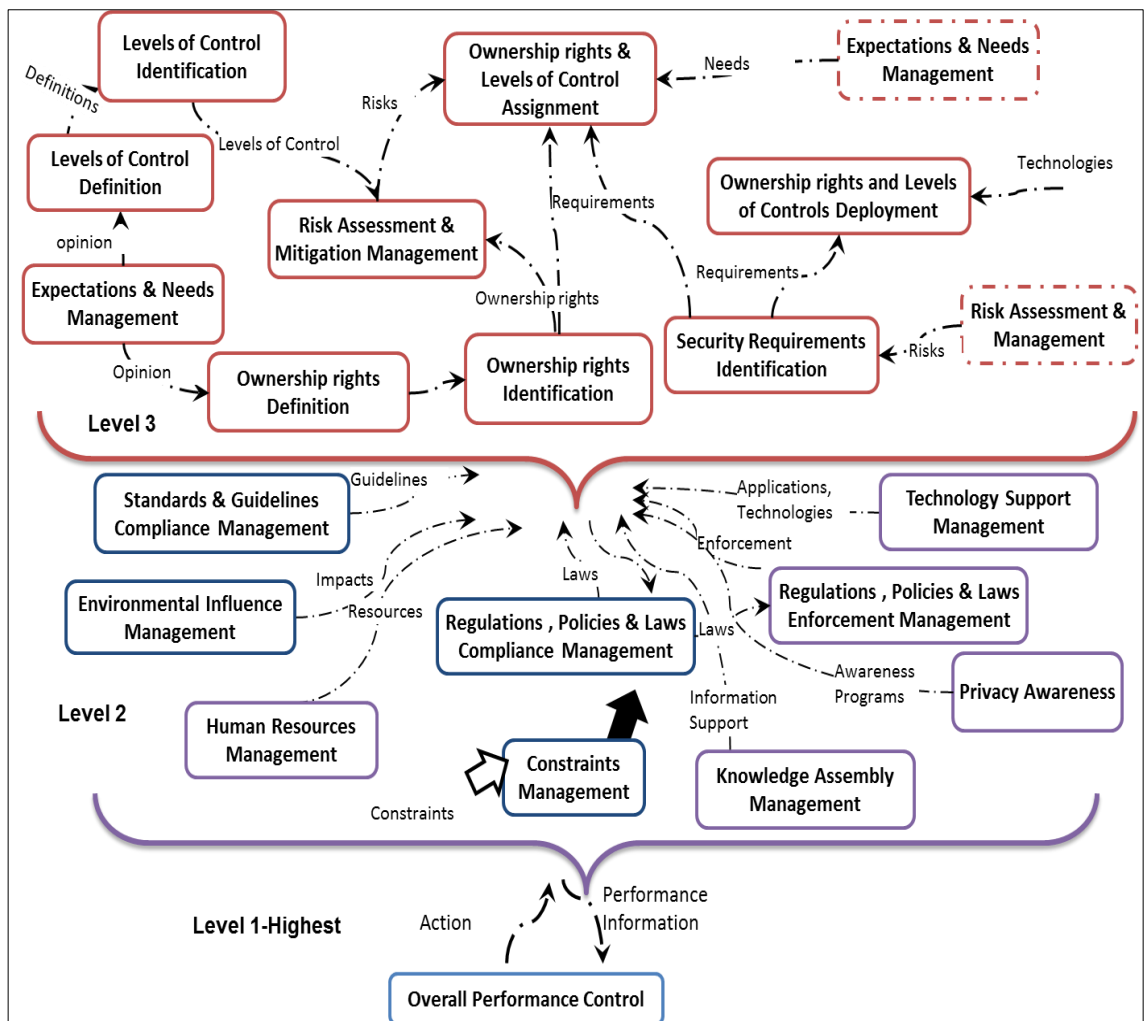 Levels of Control
Identification
Ownership rights &
Levels of Control
Assignment
Needs
Expectations & Needs
Management
Definitions
Risks
Levels of Control
Levels of Control
Definition
Requirements
Technologies
Ownership rights and Levels
of Controls Deployment
Risk Assessment &
Mitigation Management
opinion
Requirements
Expectations & Needs
Management
Ownership rights
Risk Assessment &
Management
Security Requirements
Identification
Risks
Opinion
Ownership rights
Definition
Ownership rights
Identification
Level 3
Guidelines
Standards & Guidelines
Compliance Management
Applications,
Technologies
Technology Support
Management
Enforcement
Impacts
Laws
Environmental Influence
Management
Resources
Regulations , Policies & Laws
Compliance Management
Laws
Regulations , Policies & Laws
Enforcement Management
Awareness
Programs
Privacy Awareness
Level 2
Human Resources
Management
Information
Support
Constraints
Management
Knowledge Assembly
Management
Constraints
Performance
Information
Action
Level 1-Highest
Overall Performance Control